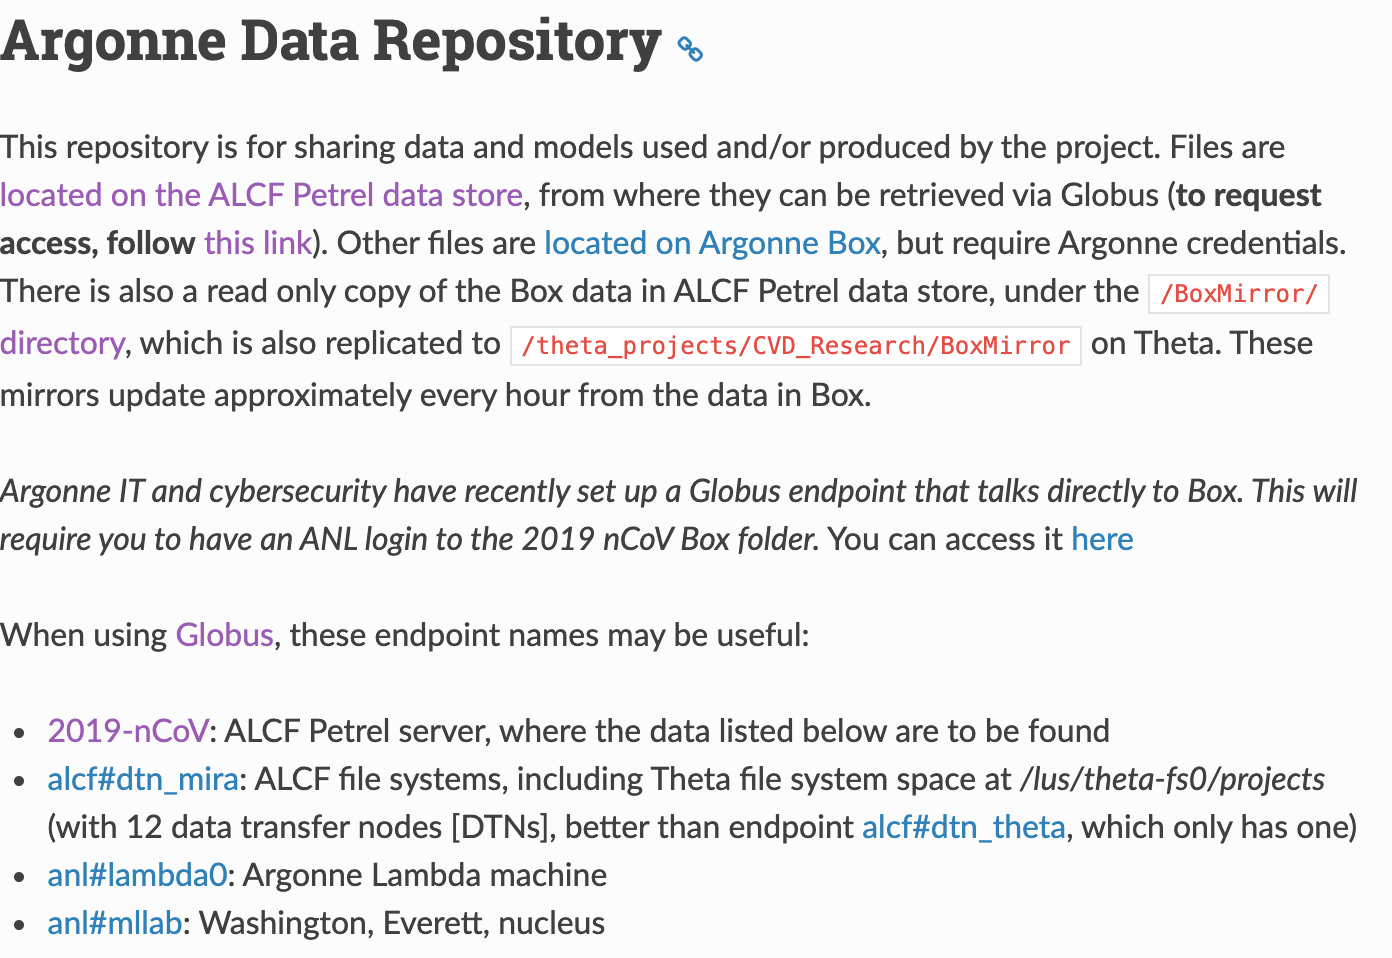 Argonne Data Repository
This repository is for sharing data and models used and/or produced by the project. Files are
located on the ALCF Petrel data store, from where they can be retrieved via Globus (to request
access, follow this link). Other files are located on Argonne Box, but require Argonne credentials.
There is also a read only copy of the Box data in ALCF Petrel data store, under the /BoxMirror/
directory, which is also replicated to /theta_projects/CVD_Research/BoxMirror on Theta. These
mirrors update approximately every hour from the data in Box.
Argonne IT and cybersecurity have recently set up a Globus endpoint that talks directly to Box. This will
require you to have an ANL login to the 2019 nCoV Box folder. You can access it here
When using Globus, these endpoint names may be useful:
• 2019-nCoV: ALCF Petrel server, where the data listed below are to be found
• alcf#dtn_mira: ALCF file systems, including Theta file system space at /lus/theta-fs0/projects
(with 12 data transfer nodes [DTNs], better than endpoint alcf#dtn_theta, which only has one)
• anl#lambda0: Argonne Lambda machine
• anl#mllab: Washington, Everett, nucleus